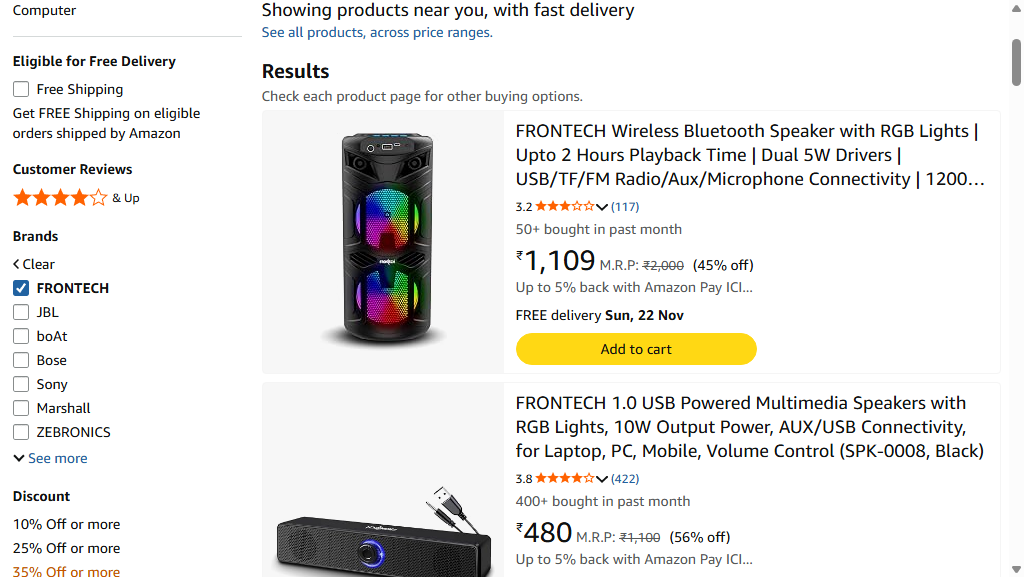 Computer
Eligible for Free Delivery
Free Shipping
Get FREE Shipping on eligible
orders shipped by Amazon
Customer Reviews
& Up
Brands
Clear
FRONTECH
JBL
boAt
Bose
Sony
Marshall
ZEBRONICS
See more
Discount
10% Off or more
25% Off or more
35% Off or more
Showing products near you, with fast delivery
See all products, across price ranges.
Results
Check each product page for other buying options.
FRONTECH Wireless Bluetooth Speaker with RGB Lights |
Upto 2 Hours Playback Time | Dual 5W Drivers |
USB/TF/FM Radio/Aux/Microphone Connectivity | 1200…
3.2 (117)
50+ bought in past month
₹1,109 M.R.P: ₹2,000 (45% off)
Up to 5% back with Amazon Pay ICI…
FREE delivery Sun, 22 Nov
Add to cart
FRONTECH 1.0 USB Powered Multimedia Speakers with
RGB Lights, 10W Output Power, AUX/USB Connectivity,
for Laptop, PC, Mobile, Volume Control (SPK-0008, Black)
3.8 (422)
400+ bought in past month
₹480 M.R.P: ₹1,100 (56% off)
Up to 5% back with Amazon Pay ICI…